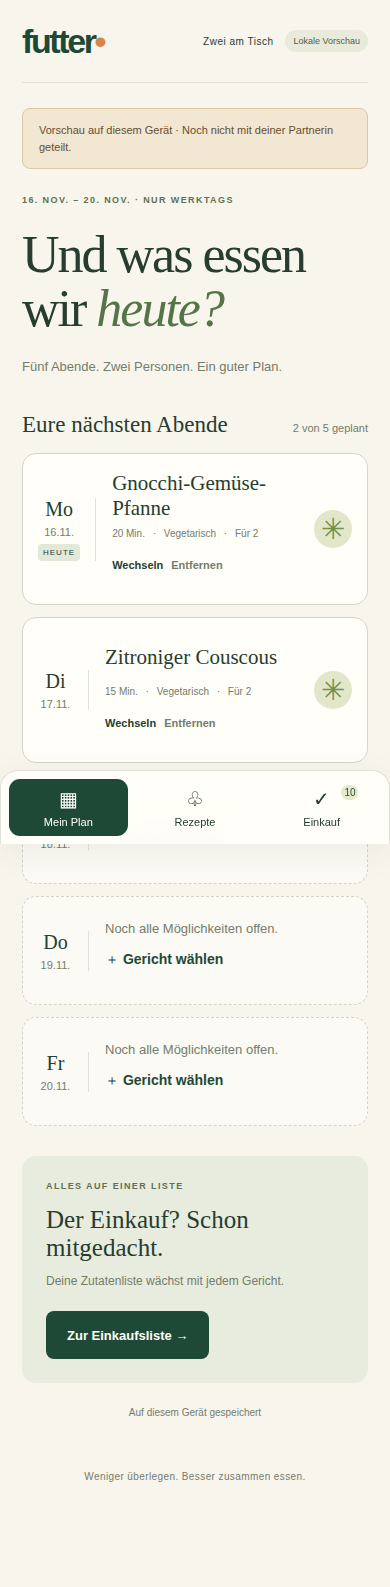 futter
Zwei am Tisch
Lokale Vorschau
Vorschau auf diesem Gerät · Noch nicht mit deiner Partnerin
geteilt.
16. NOV. – 20. NOV. · NUR WERKTAGS
Und was essen
wir heute?
Fünf Abende. Zwei Personen. Ein guter Plan.
Eure nächsten Abende
2 von 5 geplant
Mo
16.11.
HEUTE
Gnocchi-Gemüse-
Pfanne
20 Min. · Vegetarisch · Für 2
Wechseln Entfernen
Di
17.11.
Zitroniger Couscous
15 Min. · Vegetarisch · Für 2
Wechseln Entfernen
Mein Plan
Rezepte
10
Einkauf
Do
19.11.
Noch alle Möglichkeiten offen.
+ Gericht wählen
Fr
20.11.
Noch alle Möglichkeiten offen.
+ Gericht wählen
ALLES AUF EINER LISTE
Der Einkauf? Schon
mitgedacht.
Deine Zutatenliste wächst mit jedem Gericht.
Zur Einkaufsliste →
Auf diesem Gerät gespeichert
Weniger überlegen. Besser zusammen essen.